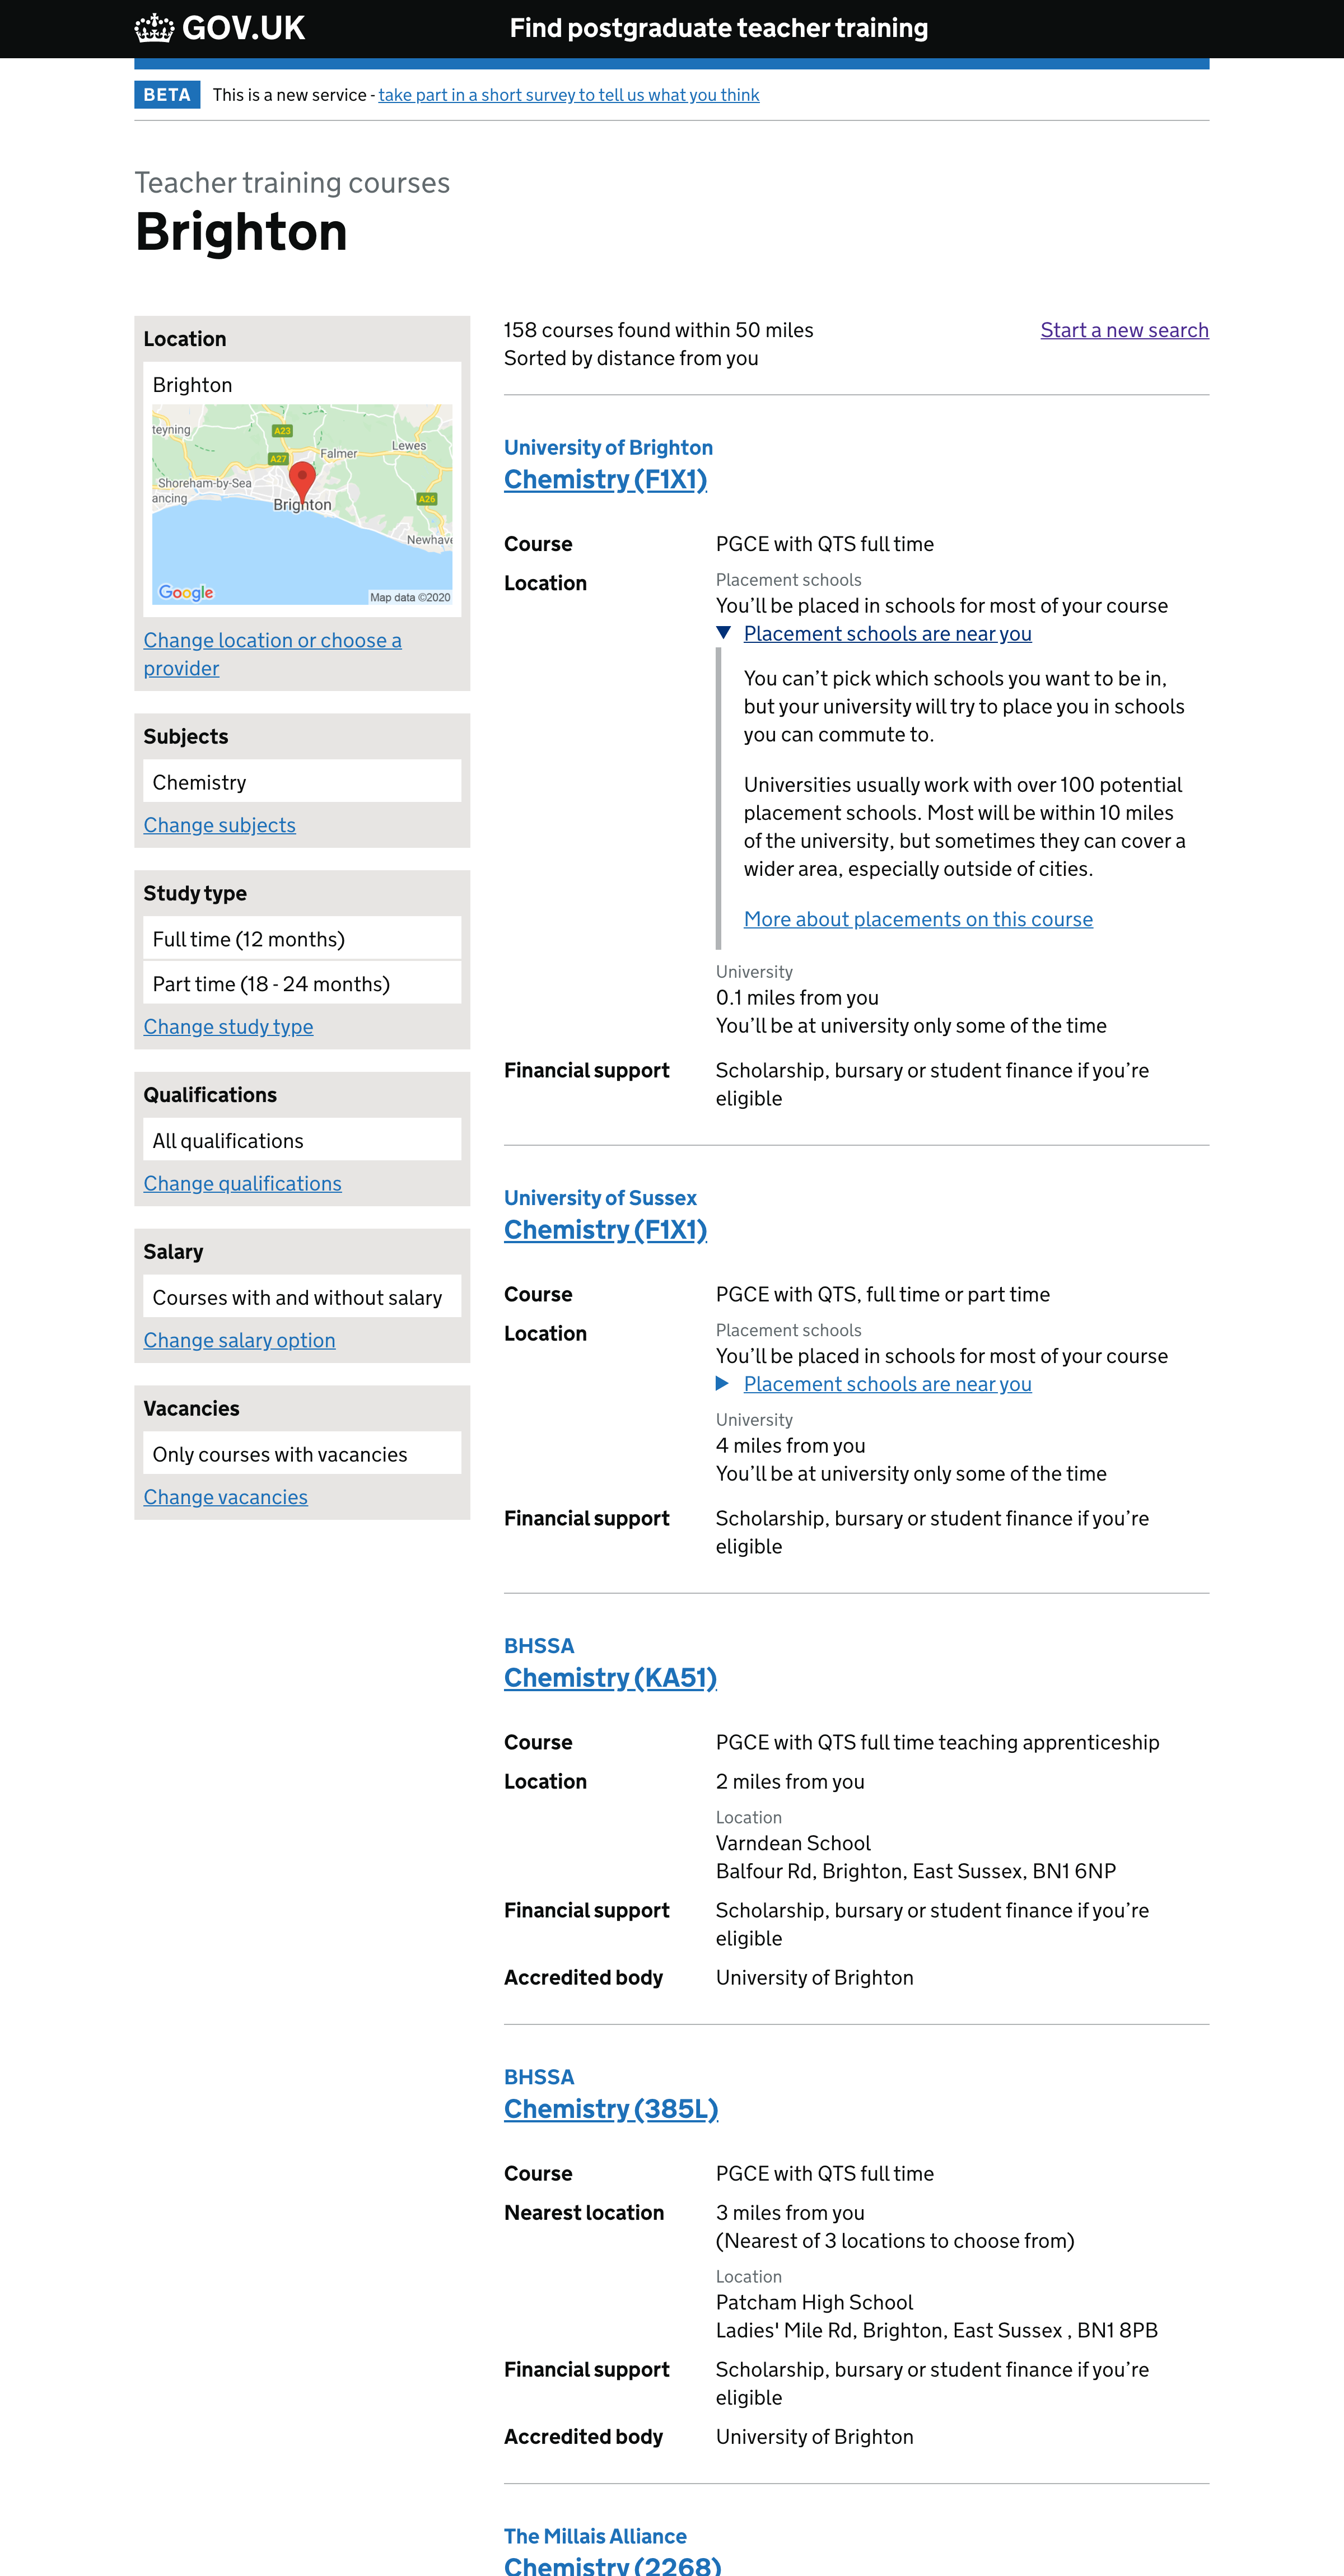 GOV.UK
Find postgraduate teacher training
BETA
This is a new service - take part in a short survey to tell us what you think
Teacher training courses
Brighton
Location
Brighton
teyning
A23
A27
Falmer
Lewes
Shoreham-by-Sea
ancing
Brighton
A26
Newhave
Google
Map data ©2020
Change location or choose a
provider
Subjects
Chemistry
Change subjects
Study type
Full time (12 months)
Part time (18 - 24 months)
Change study type
Qualifications
All qualifications
Change qualifications
Salary
Courses with and without salary
Change salary option
Vacancies
Only courses with vacancies
Change vacancies
158 courses found within 50 miles
Start a new search
Sorted by distance from you
University of Brighton
Chemistry (F1X1)
Course
PGCE with QTS full time
Location
Placement schools
You’ll be placed in schools for most of your course
Placement schools are near you
You can’t pick which schools you want to be in,
but your university will try to place you in schools
you can commute to.
Universities usually work with over 100 potential
placement schools. Most will be within 10 miles
of the university, but sometimes they can cover a
wider area, especially outside of cities.
More about placements on this course
University
0.1 miles from you
You’ll be at university only some of the time
Financial support
Scholarship, bursary or student finance if you’re
eligible
University of Sussex
Chemistry (F1X1)
Course
PGCE with QTS, full time or part time
Location
Placement schools
You’ll be placed in schools for most of your course
Placement schools are near you
University
4 miles from you
You’ll be at university only some of the time
Financial support
Scholarship, bursary or student finance if you’re
eligible
BHSSA
Chemistry (KA51)
Course
PGCE with QTS full time teaching apprenticeship
Location
2 miles from you
Location
Varndean School
Balfour Rd, Brighton, East Sussex, BN1 6NP
Financial support
Scholarship, bursary or student finance if you’re
eligible
Accredited body
University of Brighton
BHSSA
Chemistry (385L)
Course
PGCE with QTS full time
Nearest location
3 miles from you
(Nearest of 3 locations to choose from)
Location
Patcham High School
Ladies' Mile Rd, Brighton, East Sussex , BN1 8PB
Financial support
Scholarship, bursary or student finance if you’re
eligible
Accredited body
University of Brighton
The Millais Alliance
Chemistry (2268)